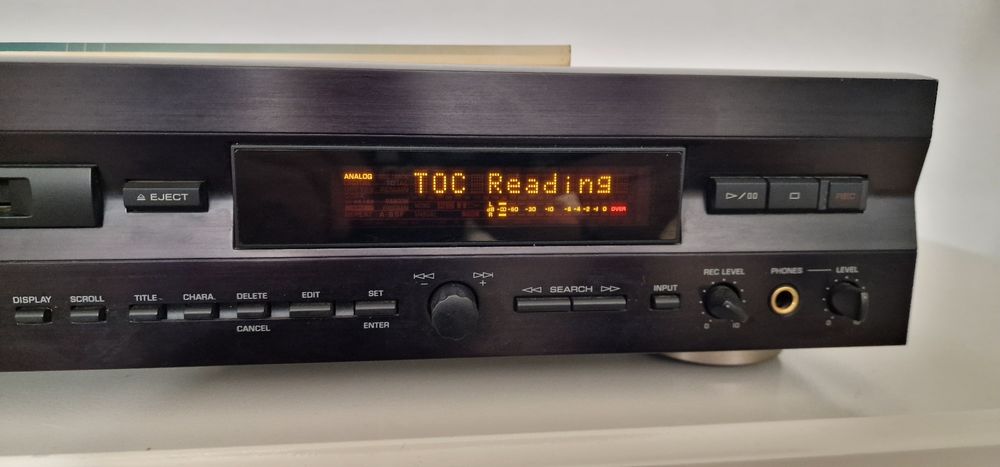 ANALOG
TOC Reading
-∞ -60 -30 -10 -6 -4 -2 -1 0 OVER
EJECT
REC
DISPLAY SCROLL TITLE CHARA. DELETE EDIT SET
CANCEL ENTER
- +
SEARCH
INPUT
REC LEVEL
0 10
PHONES LEVEL
0